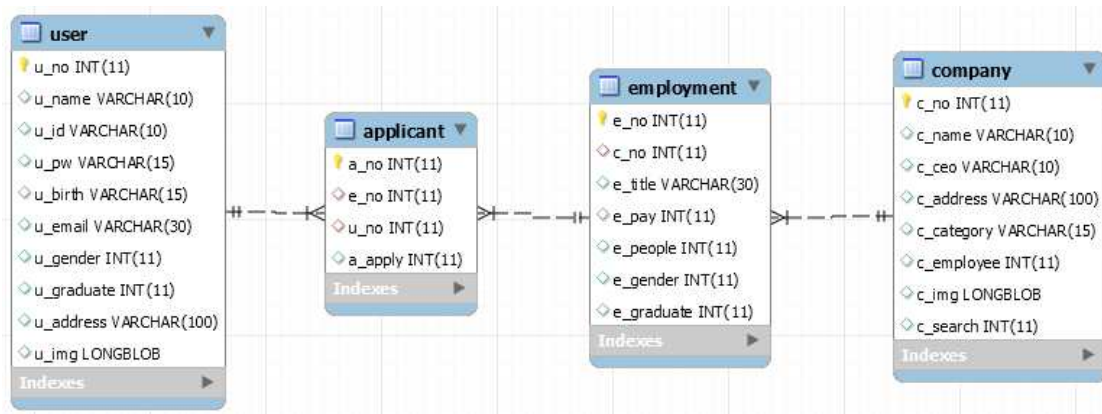 user
u_no INT(11)
u_name VARCHAR(10)
u_id VARCHAR(10)
u_pw VARCHAR(15)
u_birth VARCHAR(15)
u_email VARCHAR(30)
u_gender INT(11)
u_graduate INT(11)
u_address VARCHAR(100)
u_img LONGBLOB
Indexes
applicant
a_no INT(11)
e_no INT(11)
u_no INT(11)
a_apply INT(11)
Indexes
employment
e_no INT(11)
c_no INT(11)
e_title VARCHAR(30)
e_pay INT(11)
e_people INT(11)
e_gender INT(11)
e_graduate INT(11)
Indexes
company
c_no INT(11)
c_name VARCHAR(10)
c_ceo VARCHAR(10)
c_address VARCHAR(100)
c_category VARCHAR(15)
c_employee INT(11)
c_img LONGBLOB
c_search INT(11)
Indexes